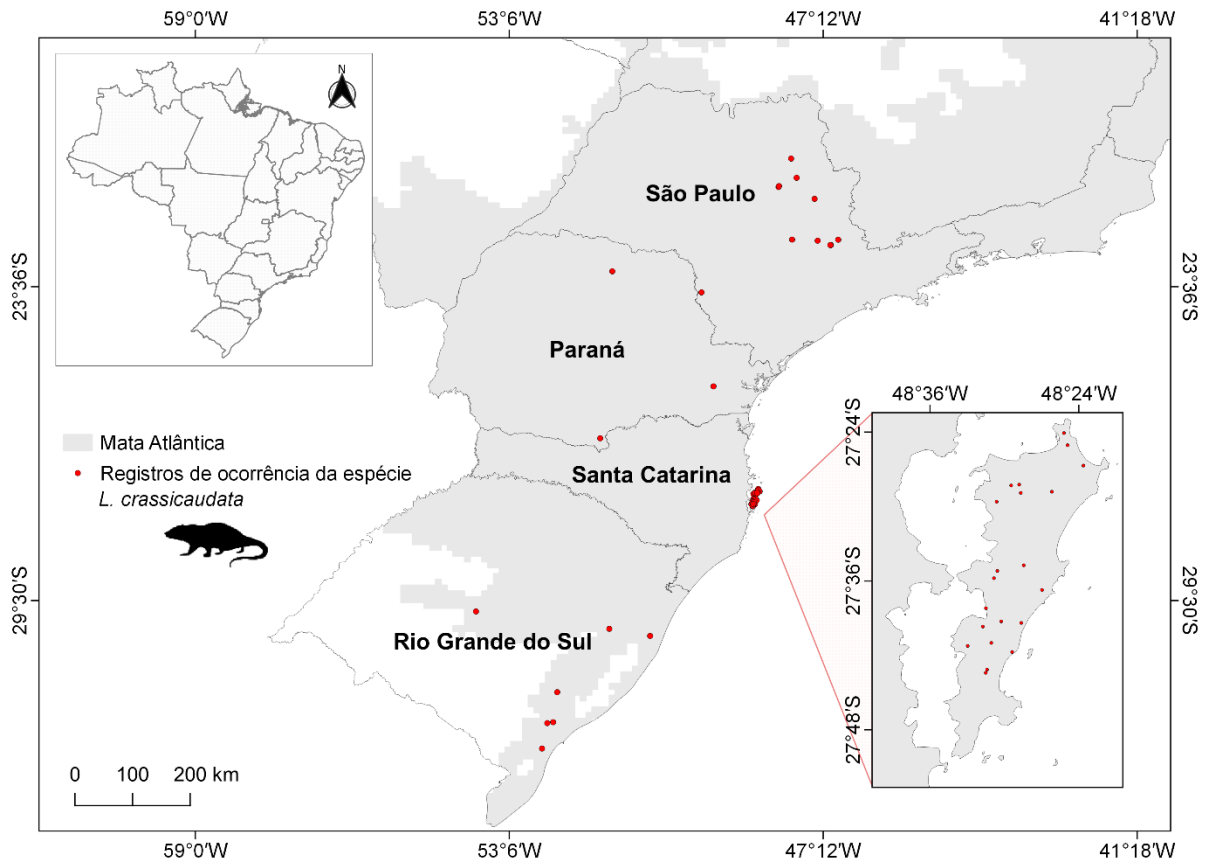 59°0'W 53°6'W 47°12'W 41°18'W
N
São Paulo
23°36'S 23°36'S
Paraná
48°36'W 48°24'W
27°24'S
Mata Atlântica
Registros de ocorrência da espécie
L. crassicaudata
Santa Catarina
27°36'S
29°30'S 29°30'S
Rio Grande do Sul
27°48'S
0 100 200 km
59°0'W 53°6'W 47°12'W 41°18'W